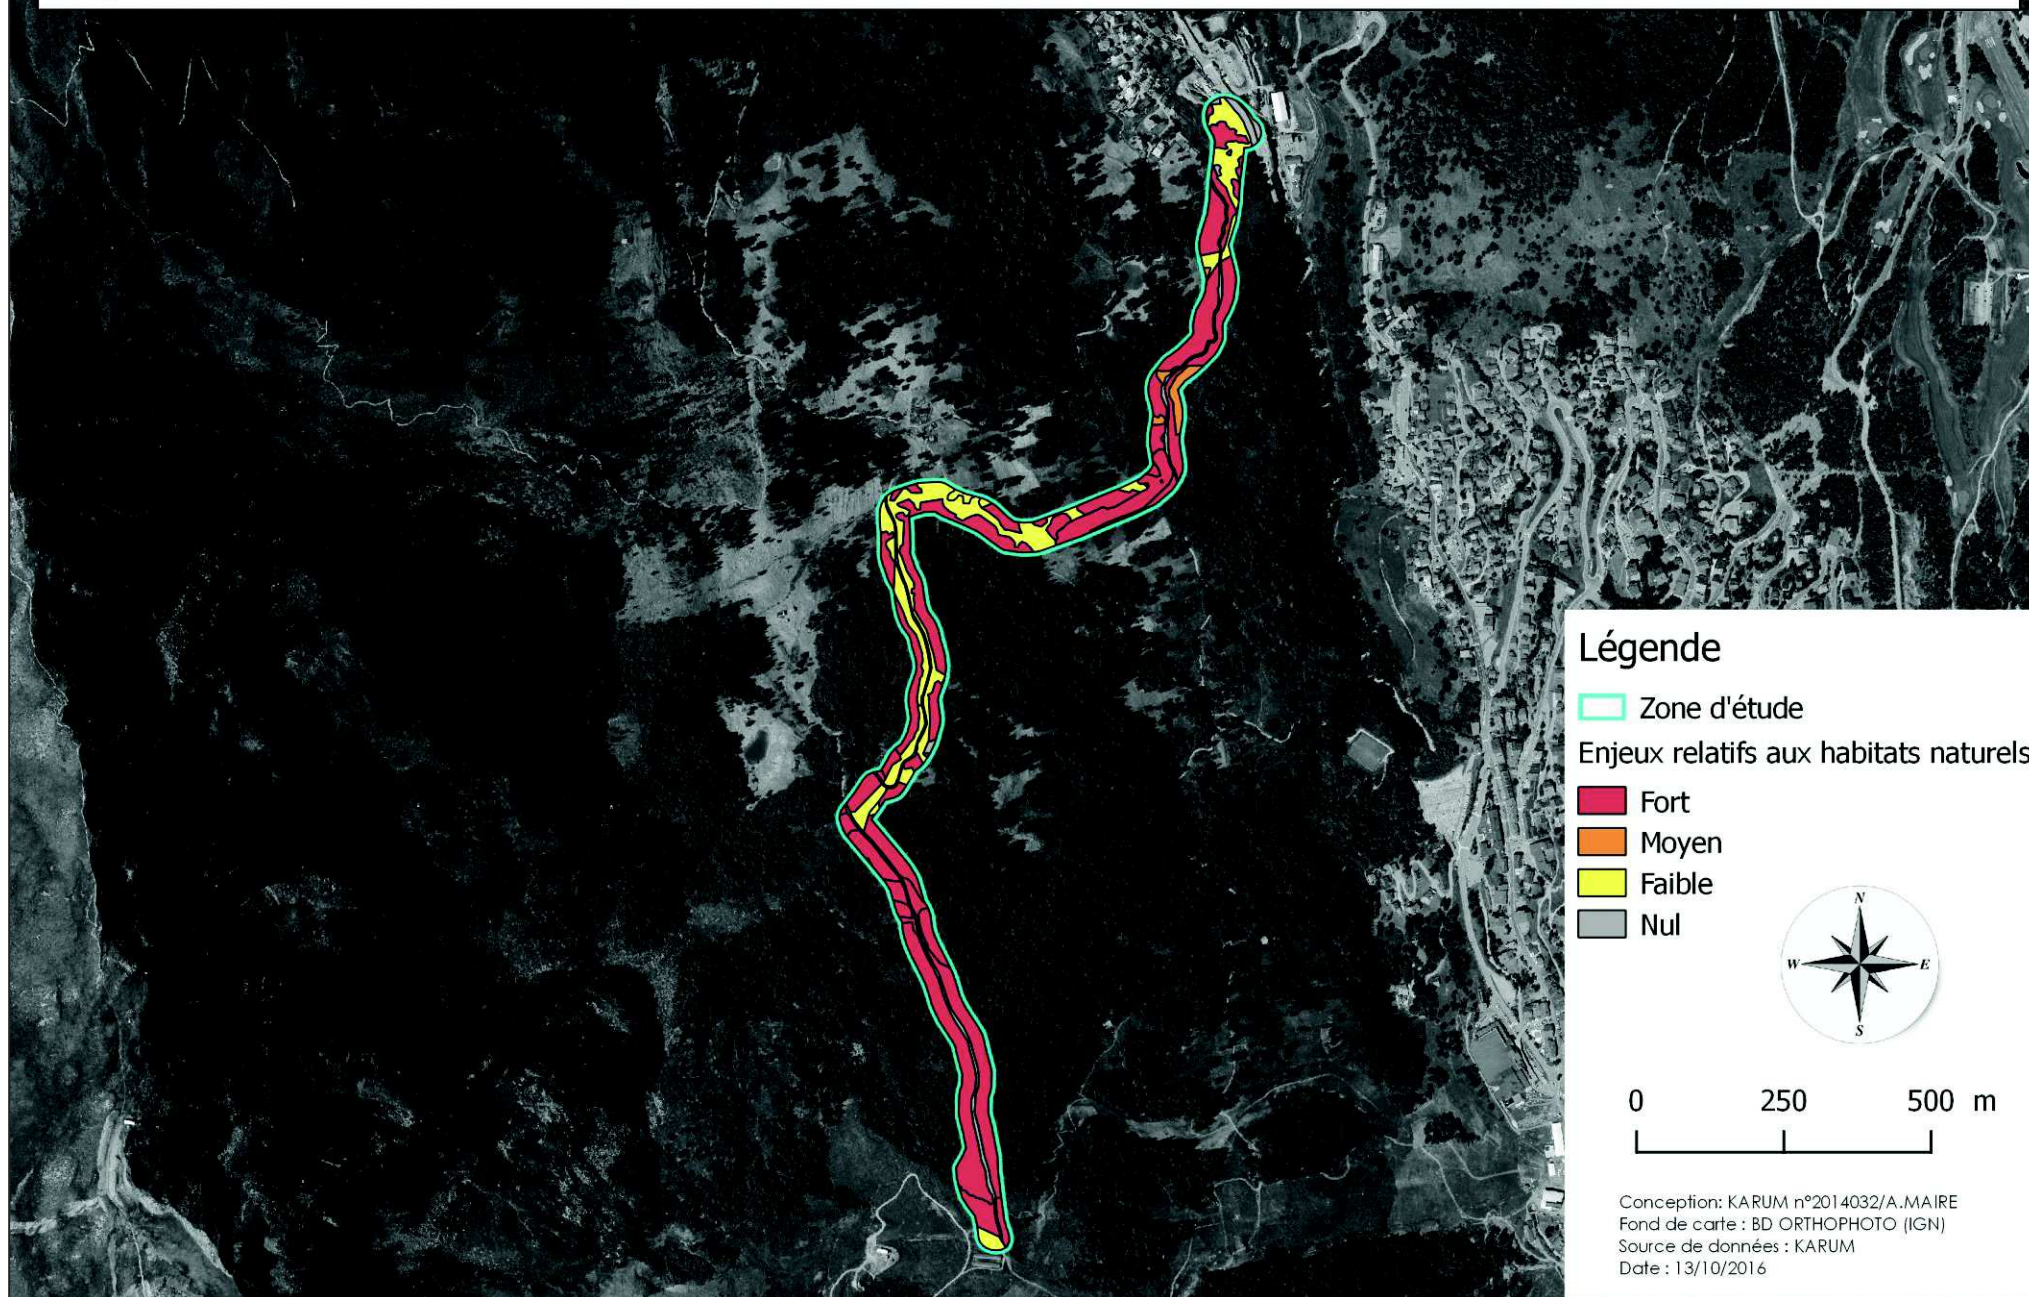 Légende
Zone d'étude
Enjeux relatifs aux habitats naturels
Fort
Moyen
Faible
Nul
N
W E
S
0 250 500 m
Conception: KARUM n°2014032/A.MAIRE
Fond de carte : BD ORTHOPHOTO (IGN)
Source de données : KARUM
Date : 13/10/2016